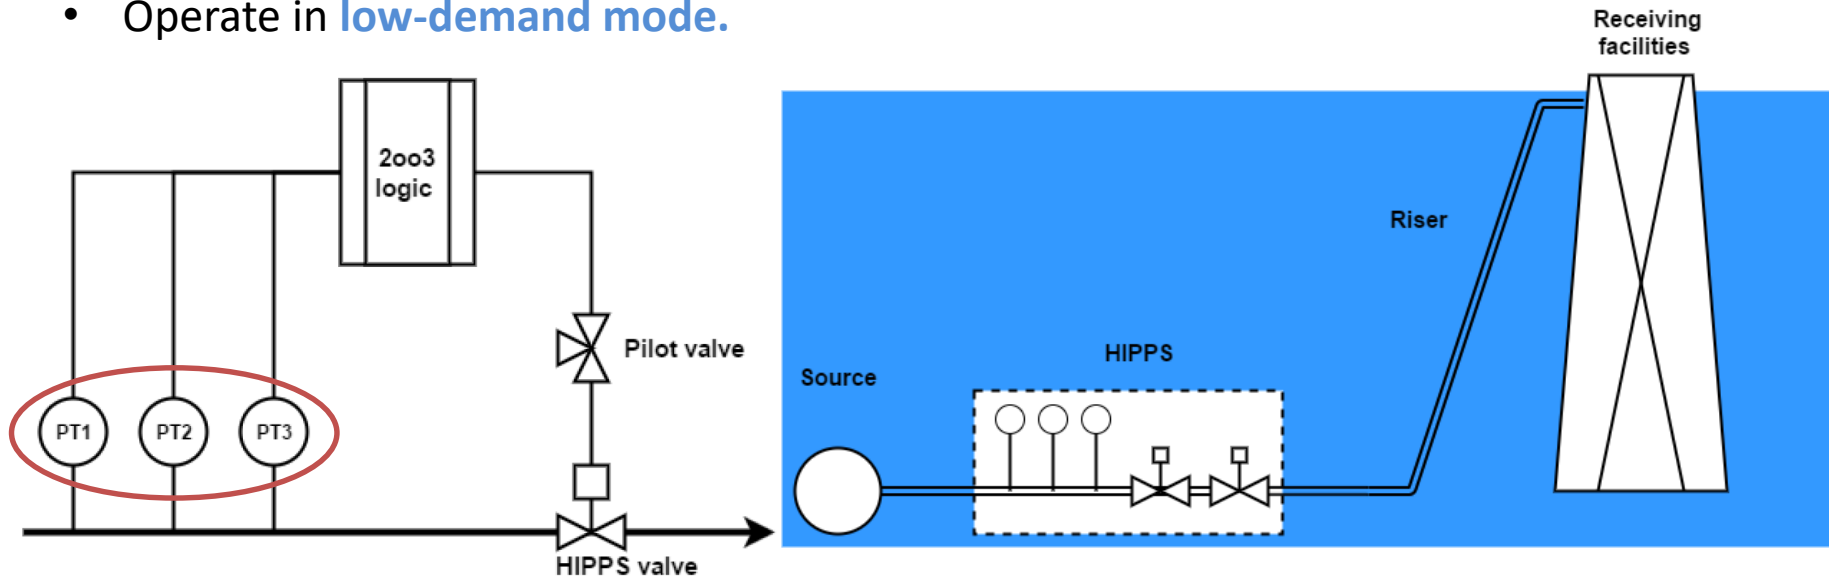 • Operate in low-demand mode.
2oo3
logic
Pilot valve
PT1
PT2
PT3
HIPPS valve
Receiving
facilities
Riser
HIPPS
Source